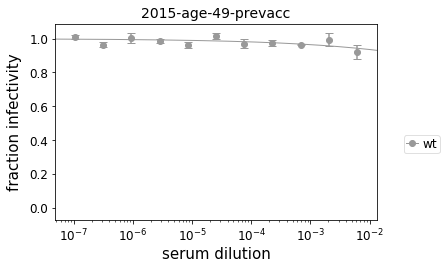 2015-age-49-prevacc
fraction infectivity
1.0
0.8
0.6
0.4
0.2
0.0
wt
10⁻⁷ 10⁻⁶ 10⁻⁵ 10⁻⁴ 10⁻³ 10⁻²
serum dilution